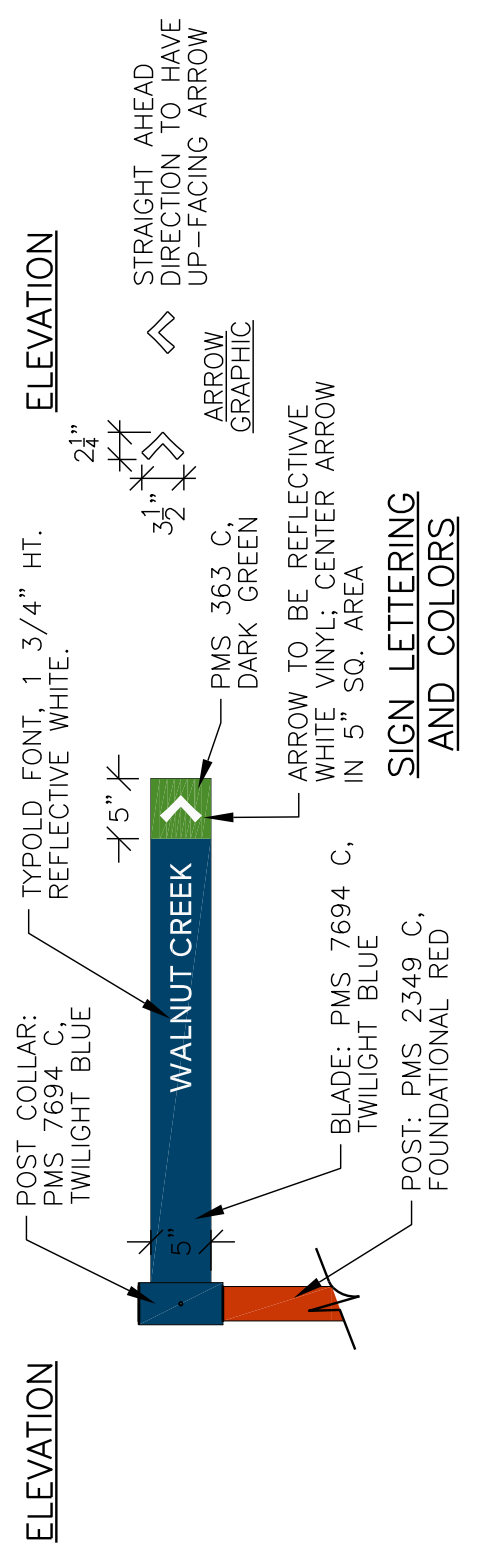 ELEVATION
POST COLLAR:
PMS 7694 C,
TWILIGHT BLUE
TYPOLD FONT, 1 3/4" HT.
REFLECTIVE WHITE.
ELEVATION
5"
WALNUT CREEK
5"
BLADE: PMS 7694 C,
TWILIGHT BLUE
POST: PMS 2349 C,
FOUNDATIONAL RED
PMS 363 C,
DARK GREEN
ARROW TO BE REFLECTIVVE
WHITE VINYL; CENTER ARROW
IN 5" SQ. AREA
2 1/4"
3 1/2"
ARROW
GRAPHIC
STRAIGHT AHEAD
DIRECTION TO HAVE
UP-FACING ARROW
SIGN LETTERING
AND COLORS